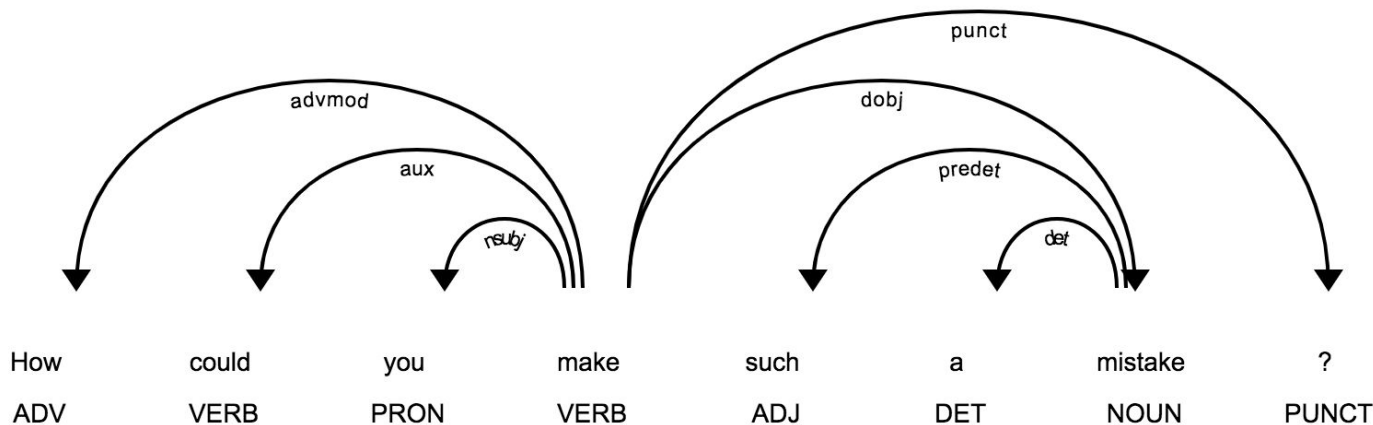 punct
advmod dobj
aux predet
nsubj det
How could you make such a mistake ?
ADV VERB PRON VERB ADJ DET NOUN PUNCT